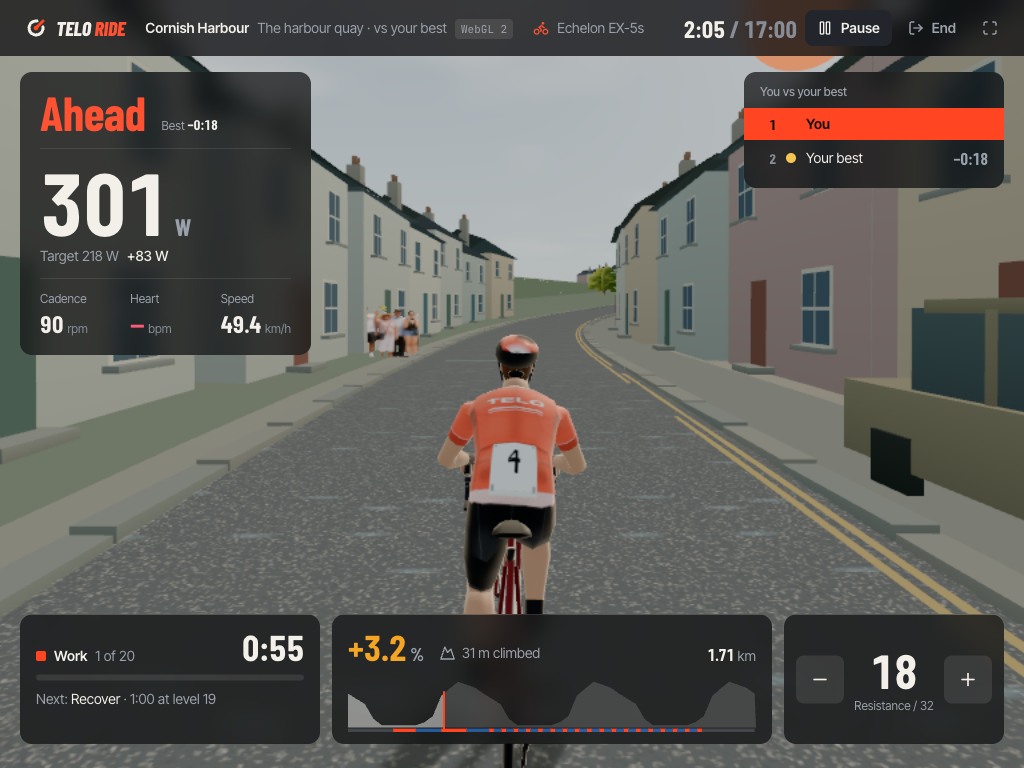 TELO RIDE
Cornish Harbour The harbour quay · vs your best WebGL 2
Echelon EX-5s
2:05 / 17:00
Pause
End
Ahead Best −0:18
301 W
Target 218 W +83 W
Cadence Heart Speed
90 rpm – bpm 49.4 km/h
You vs your best
1 You
2 Your best −0:18
TELO
4
Work 1 of 20 0:55
Next: Recover · 1:00 at level 19
+3.2 % 31 m climbed 1.71 km
− 18 +
Resistance / 32